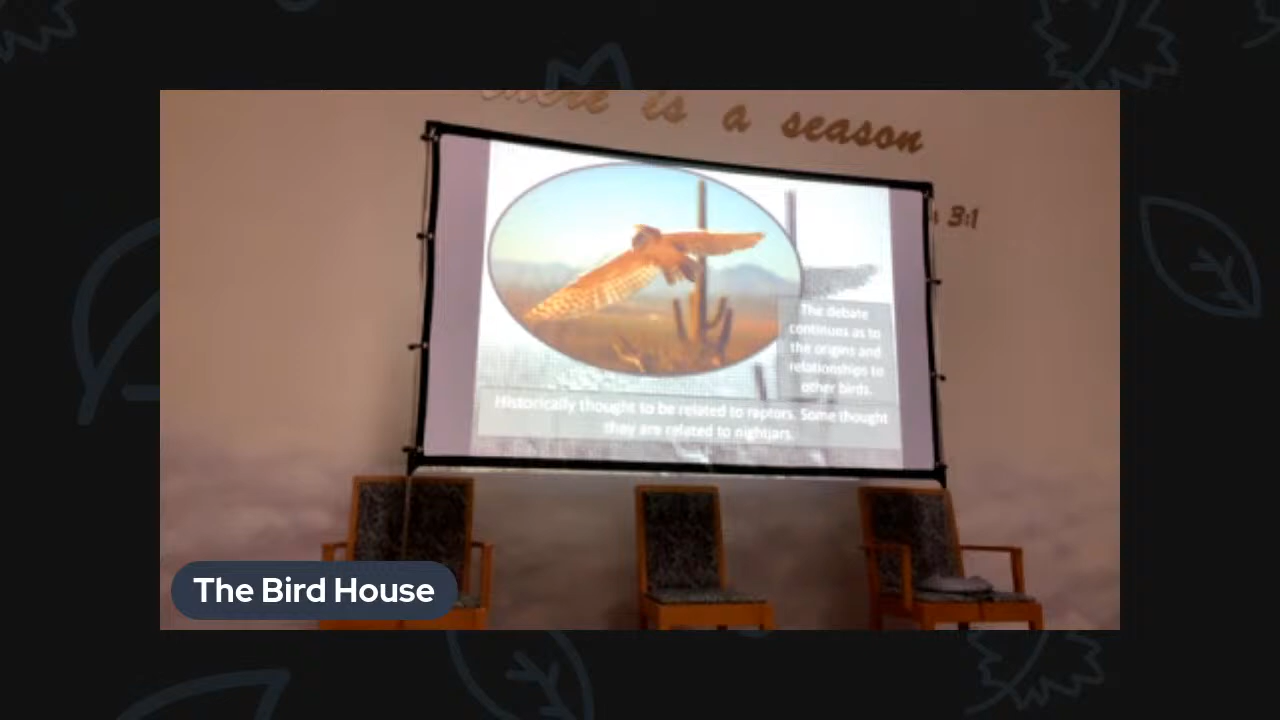 there is a season
3:1
The debate
continues as to
the origins and
relationships to
other birds.
Historically thought to be related to raptors. Some thought
they are related to nightjars.
The Bird House